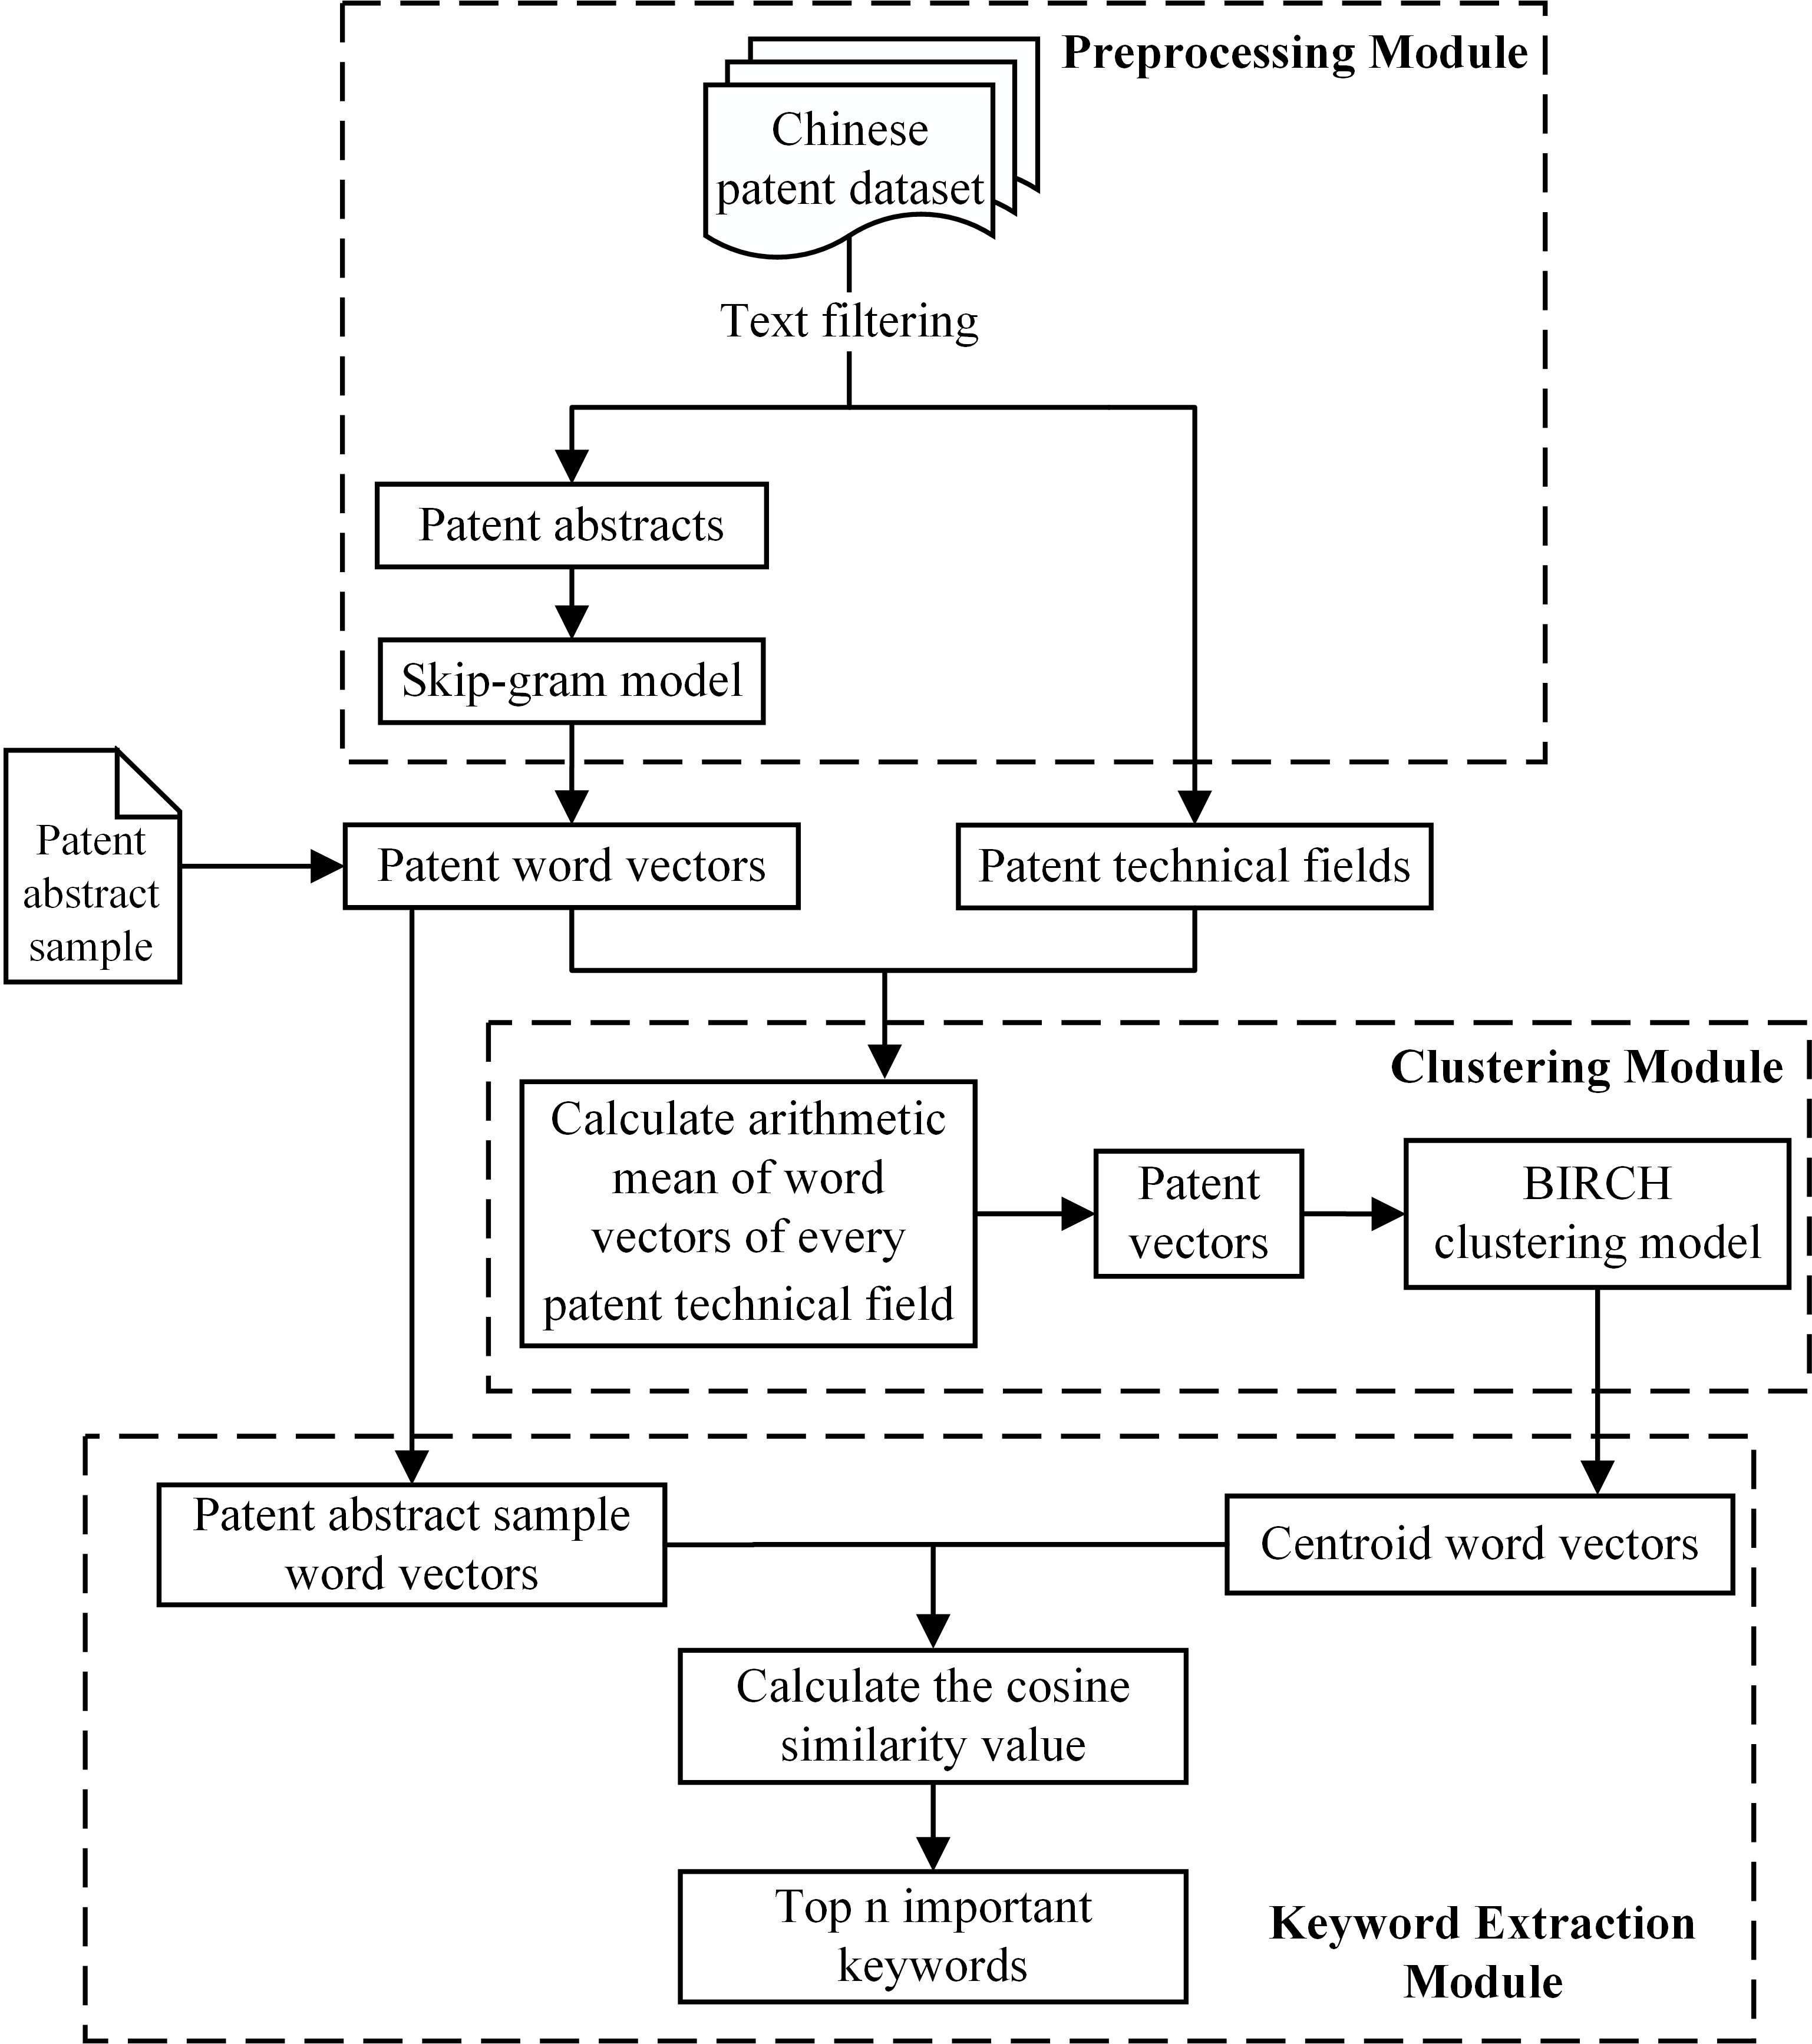 Preprocessing Module
Chinese
patent dataset
Text filtering
Patent abstracts
Skip-gram model
Patent
abstract
sample
Patent word vectors
Patent technical fields
Clustering Module
Calculate arithmetic
mean of word
vectors of every
patent technical field
Patent
vectors
BIRCH
clustering model
Patent abstract sample
word vectors
Centroid word vectors
Calculate the cosine
similarity value
Top n important
keywords
Keyword Extraction
Module